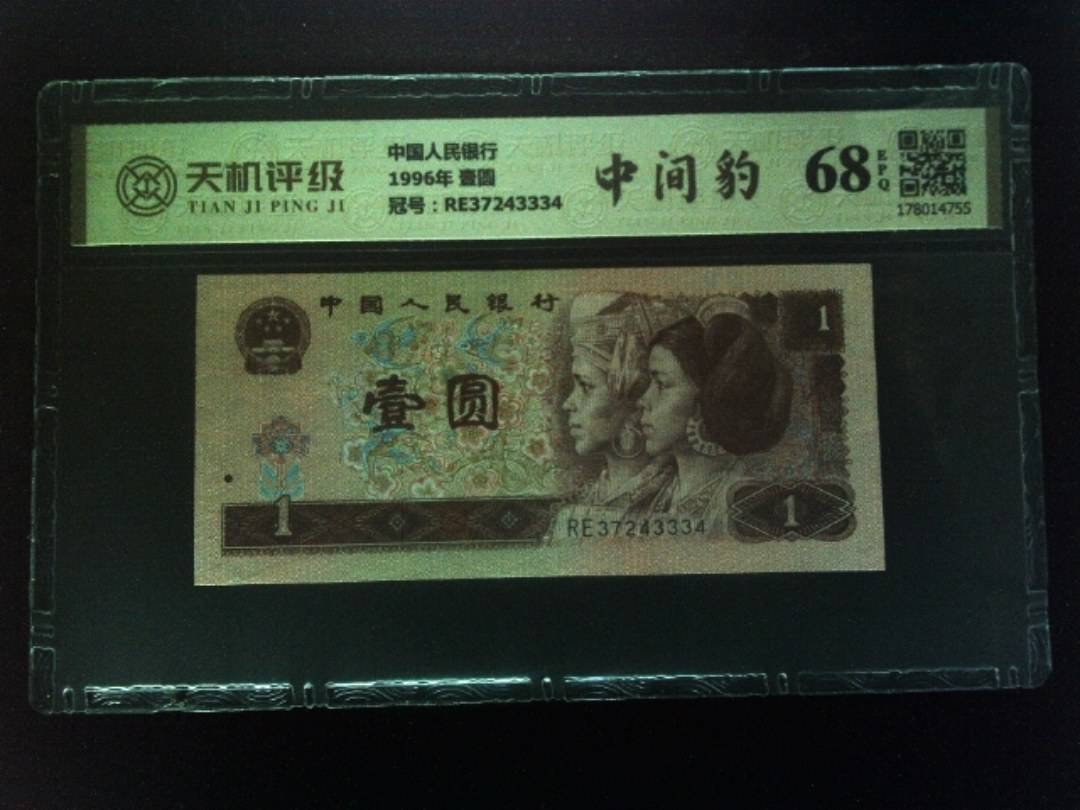 天机评级
TIAN JI PING JI
中国人民银行
1996年 壹圆
冠号：RE37243334
中间豹
68
EPQ
178014755
中国人民银行
1
壹圆
1
RE37243334
1